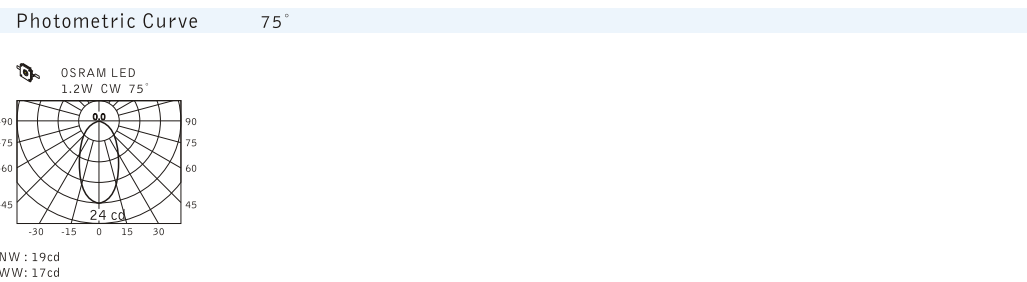 Photometric Curve 75°
OSRAM LED
1.2W CW 75°
0.0
-90 90
-75 75
-60 60
-45 45
24 cd
-30 -15 0 15 30
NW : 19cd
WW: 17cd